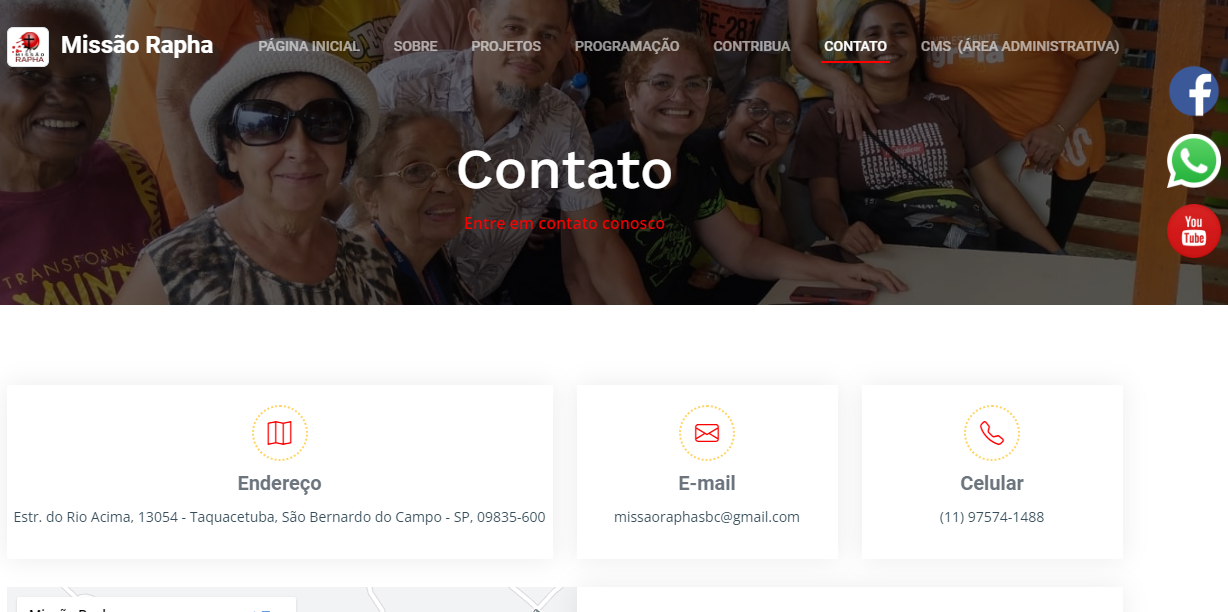 MISSÃO
RAPHA
Missão Rapha
PÁGINA INICIAL
SOBRE
PROJETOS
PROGRAMAÇÃO
CONTRIBUA
CONTATO
CMS (ÁREA ADMINISTRATIVA)
Contato
Entre em contato conosco
TRANSFORME
MUN
You
Tube
Endereço
Estr. do Rio Acima, 13054 - Taquacetuba, São Bernardo do Campo - SP, 09835-600
E-mail
missaoraphasbc@gmail.com
Celular
(11) 97574-1488